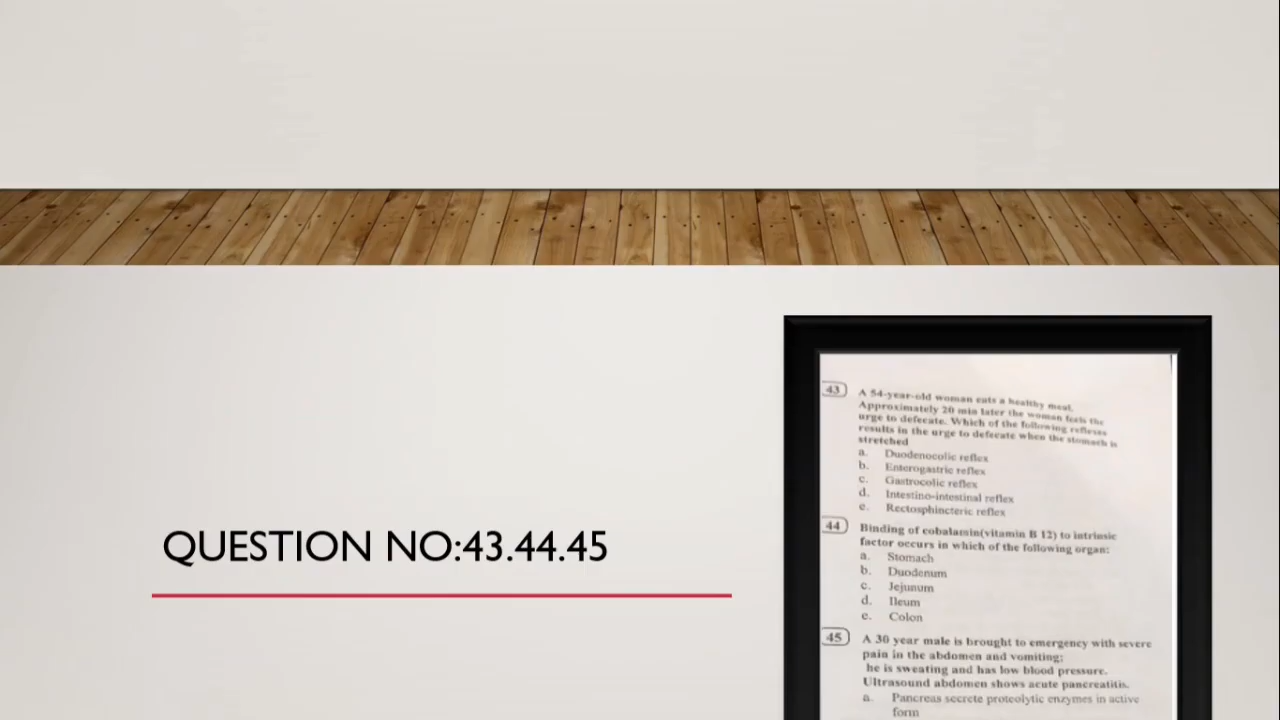 QUESTION NO:43.44.45
43 A 54-year-old woman eats a healthy meal.
Approximately 20 min later the woman feels the
urge to defecate. Which of the following reflexes
results in the urge to defecate when the stomach is
stretched
a. Duodenocolic reflex
b. Enterogastric reflex
c. Gastrocolic reflex
d. Intestino-intestinal reflex
e. Rectosphincteric reflex
44 Binding of cobalamin(vitamin B 12) to intrinsic
factor occurs in which of the following organ:
a. Stomach
b. Duodenum
c. Jejunum
d. Ileum
e. Colon
45 A 30 year male is brought to emergency with severe
pain in the abdomen and vomiting;
he is sweating and has low blood pressure.
Ultrasound abdomen shows acute pancreatitis.
a. Pancreas secrete proteolytic enzymes in active
form